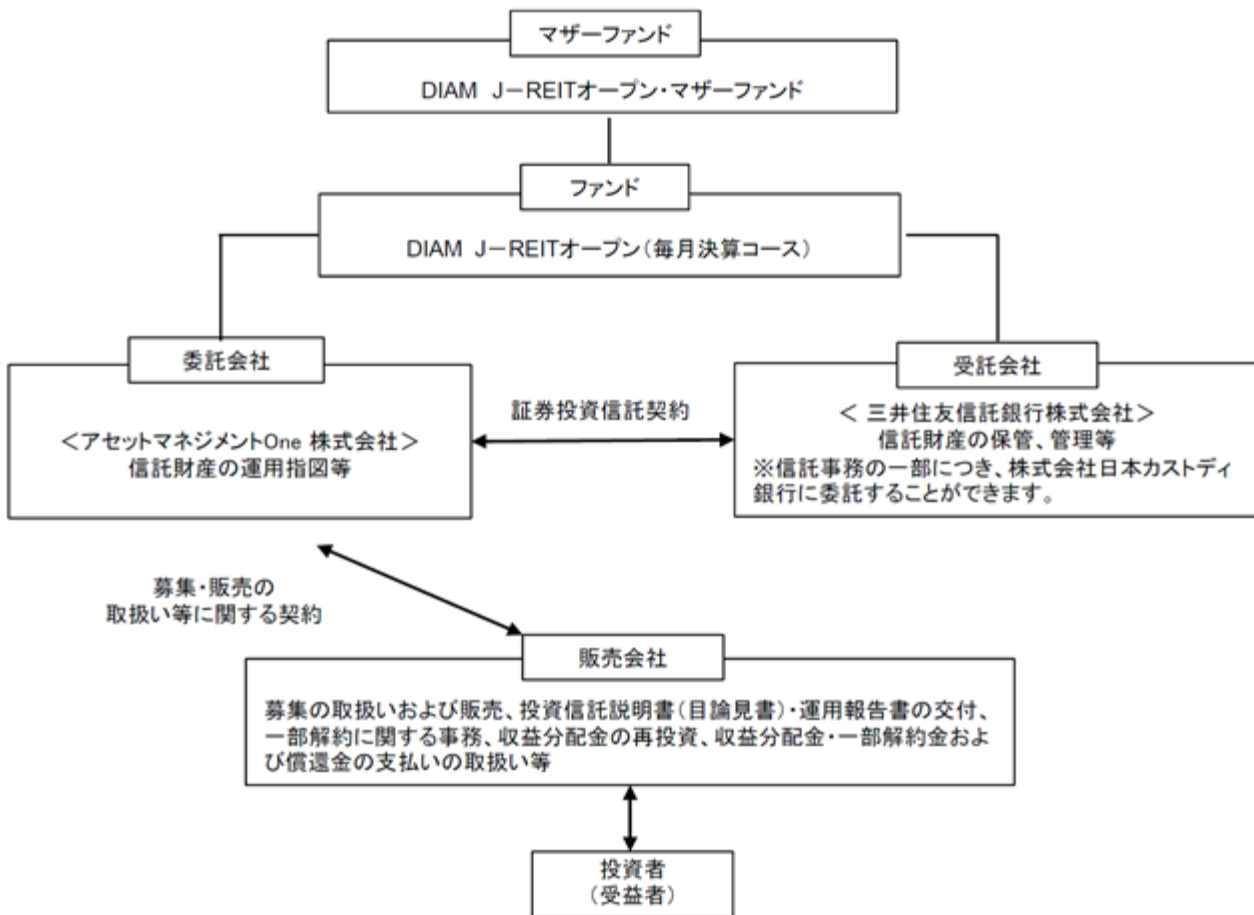 マザーファンド
DIAM J－REITオープン・マザーファンド
ファンド
DIAM J－REITオープン（毎月決算コース）
委託会社
＜アセットマネジメントOne 株式会社＞
信託財産の運用指図等
証券投資信託契約
受託会社
＜ 三井住友信託銀行株式会社＞
信託財産の保管、管理等
※信託事務の一部につき、株式会社日本カストディ
銀行に委託することができます。
募集・販売の
取扱い等に関する契約
販売会社
募集の取扱いおよび販売、投資信託説明書（目論見書）・運用報告書の交付、
一部解約に関する事務、収益分配金の再投資、収益分配金・一部解約金およ
び償還金の支払いの取扱い等
投資者
（受益者）